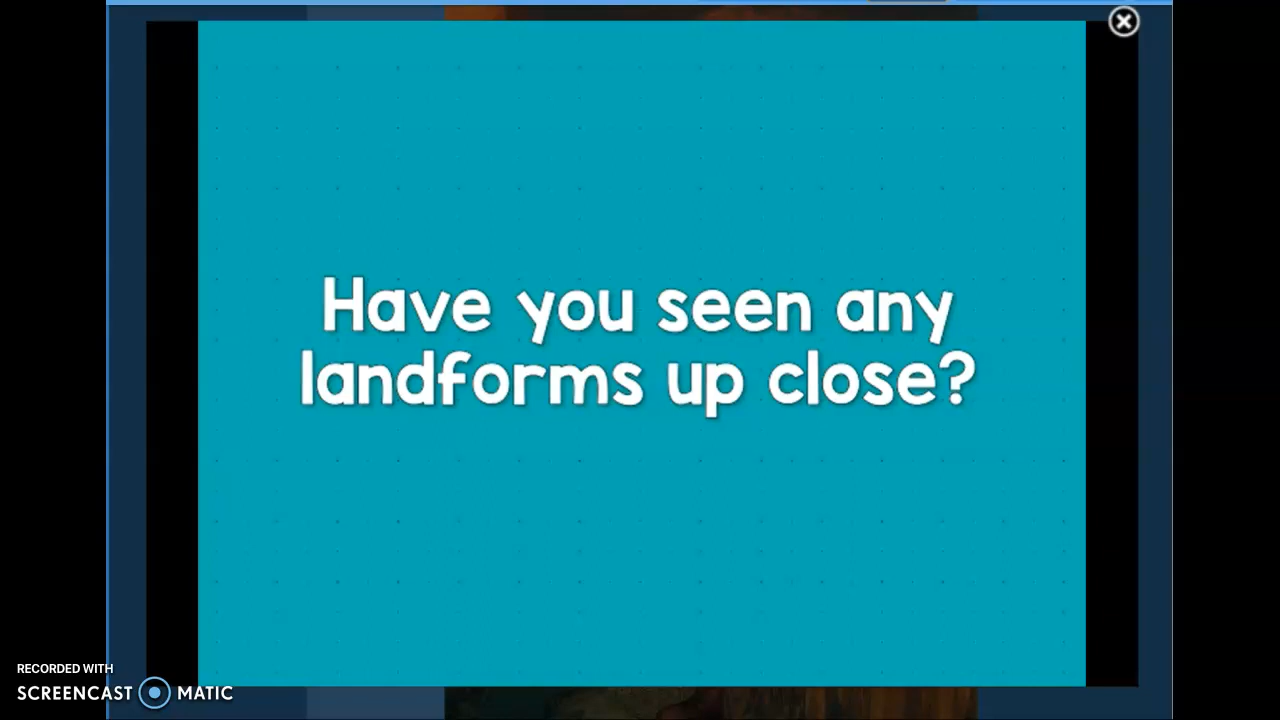 Have you seen any
landforms up close?
RECORDED WITH
SCREENCAST MATIC